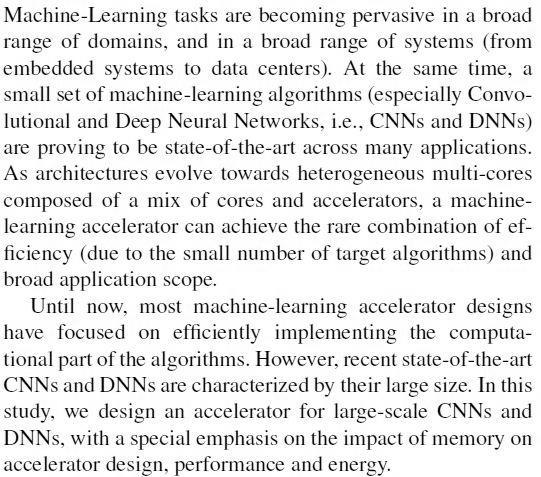 Machine-Learning tasks are becoming pervasive in a broad
range of domains, and in a broad range of systems (from
embedded systems to data centers). At the same time, a
small set of machine-learning algorithms (especially Convo-
lutional and Deep Neural Networks, i.e., CNNs and DNNs)
are proving to be state-of-the-art across many applications.
As architectures evolve towards heterogeneous multi-cores
composed of a mix of cores and accelerators, a machine-
learning accelerator can achieve the rare combination of ef-
ficiency (due to the small number of target algorithms) and
broad application scope.
Until now, most machine-learning accelerator designs
have focused on efficiently implementing the computa-
tional part of the algorithms. However, recent state-of-the-art
CNNs and DNNs are characterized by their large size. In this
study, we design an accelerator for large-scale CNNs and
DNNs, with a special emphasis on the impact of memory on
accelerator design, performance and energy.